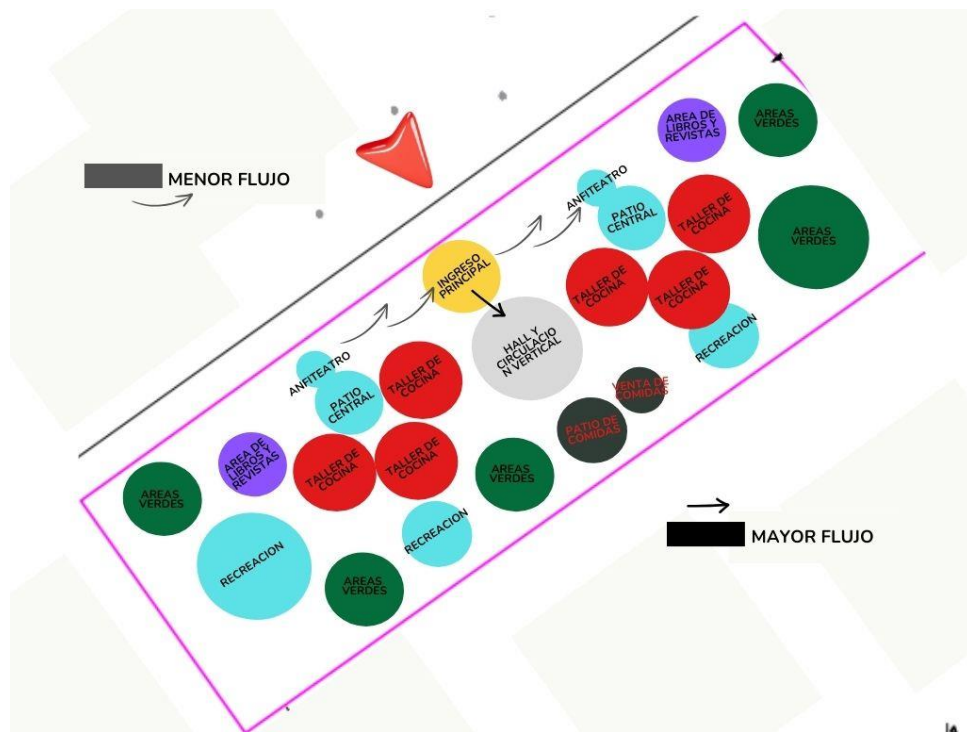 AREA DE
LIBROS Y
REVISTAS
AREAS
VERDES
MENOR FLUJO
ANFITEATRO
PATIO
CENTRAL
TALLER DE
COCINA
AREAS
VERDES
INGRESO
PRINCIPAL
TALLER DE
COCINA
TALLER DE
COCINA
HALL Y
CIRCULACIO
N VERTICAL
RECREACION
ANFITEATRO
PATIO
CENTRAL
TALLER DE
COCINA
VENTA DE
COMIDAS
PATIO DE
COMIDAS
AREA DE
LIBROS Y
REVISTAS
TALLER DE
COCINA
TALLER DE
COCINA
AREAS
VERDES
AREAS
VERDES
RECREACION
MAYOR FLUJO
RECREACION
AREAS
VERDES